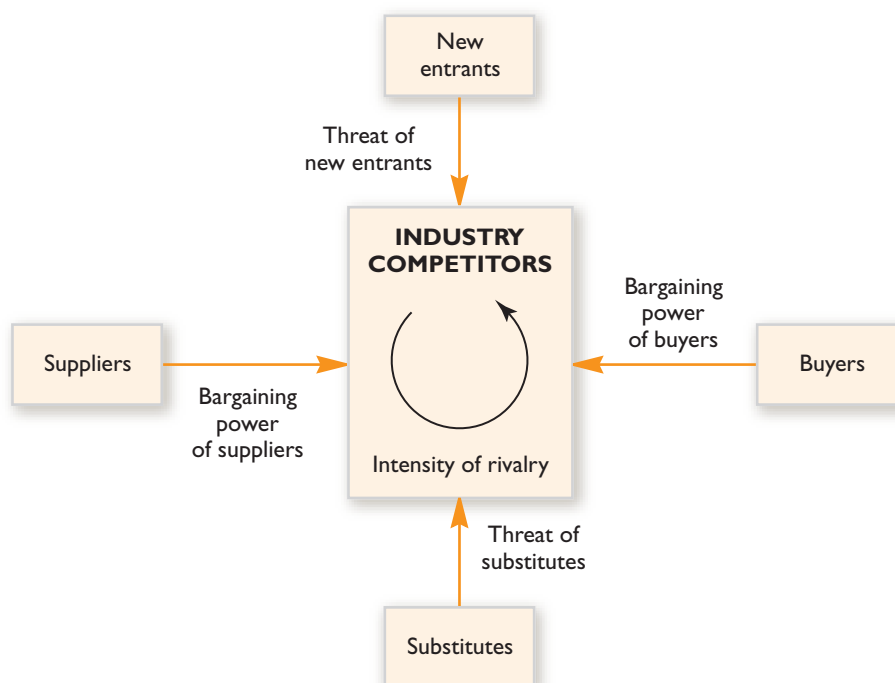 New
entrants
Threat of
new entrants
INDUSTRY
COMPETITORS
Bargaining
power
of buyers
Suppliers
Buyers
Bargaining
power
of suppliers
Intensity of rivalry
Threat of
substitutes
Substitutes